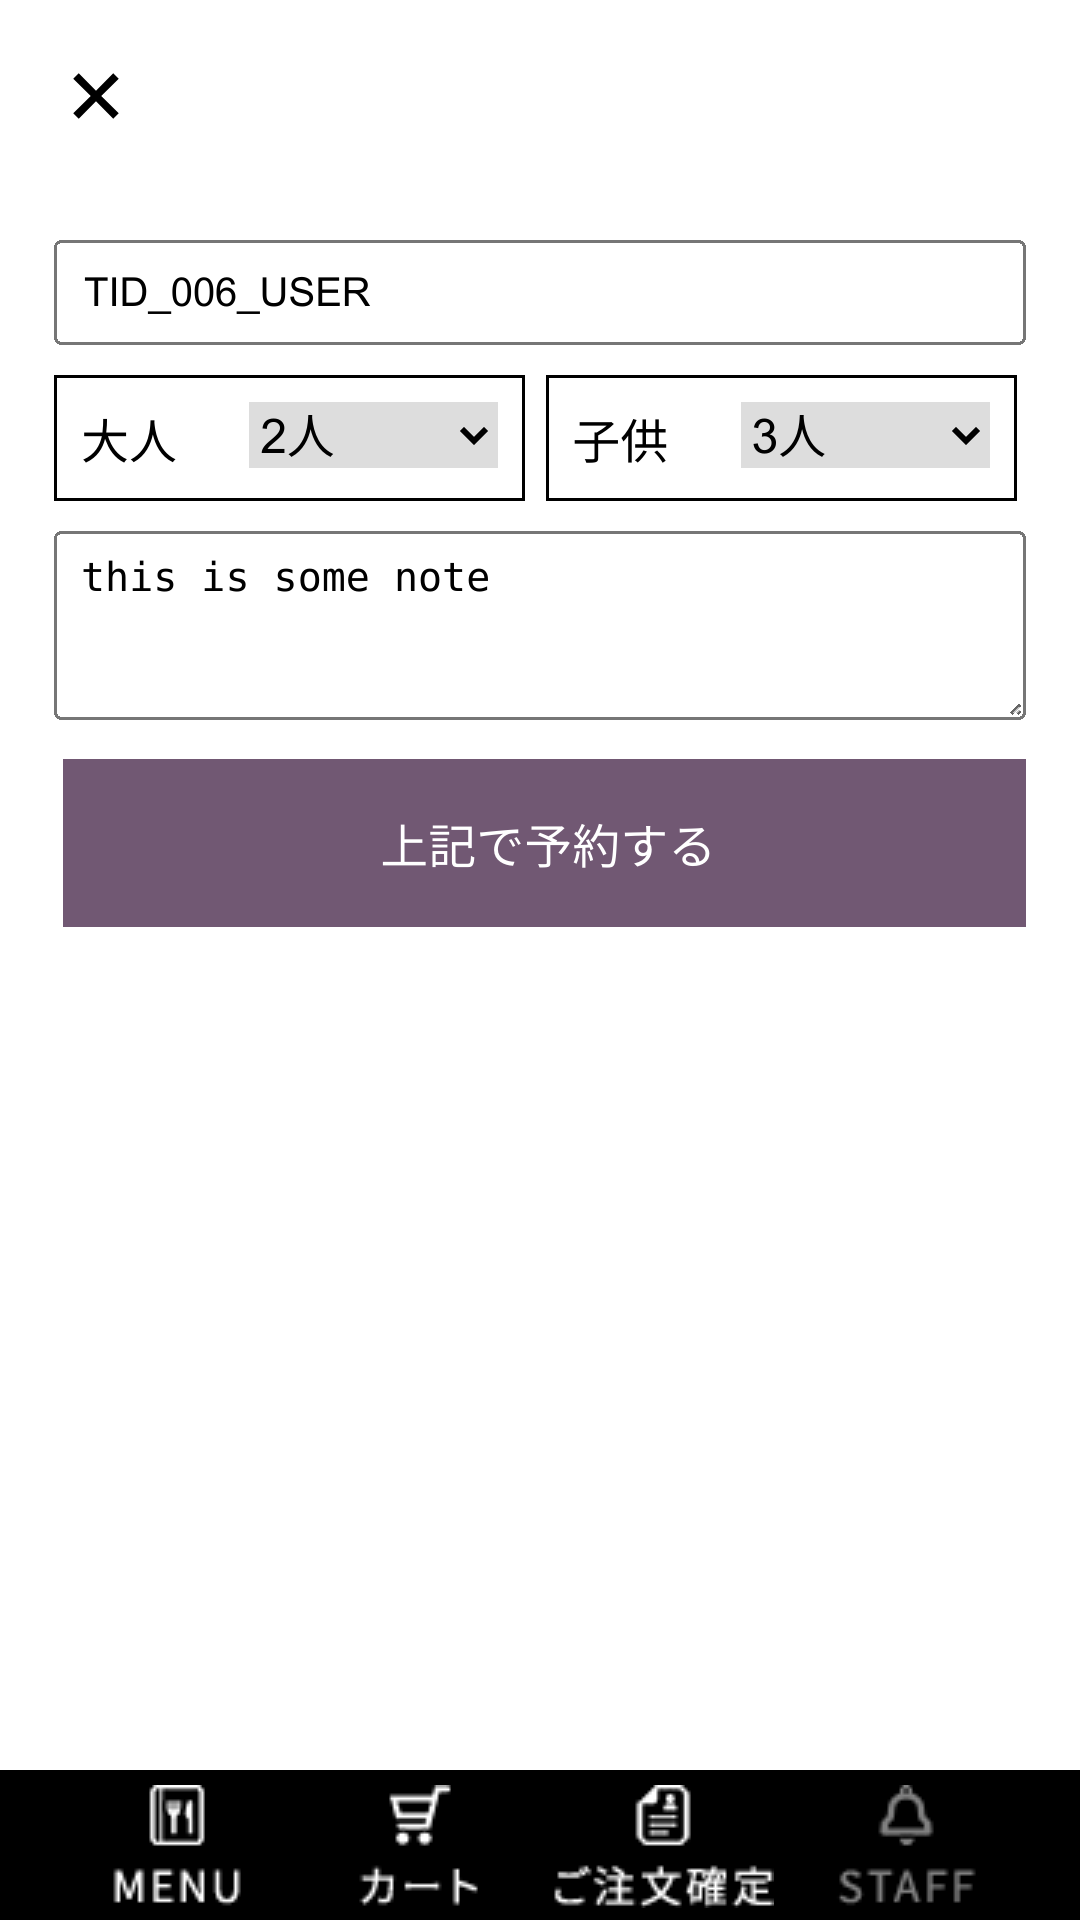 TID_006_USER
大人 2人 子供 3人
this is some note
上記で予約する
MENU カート ご注文確定 STAFF